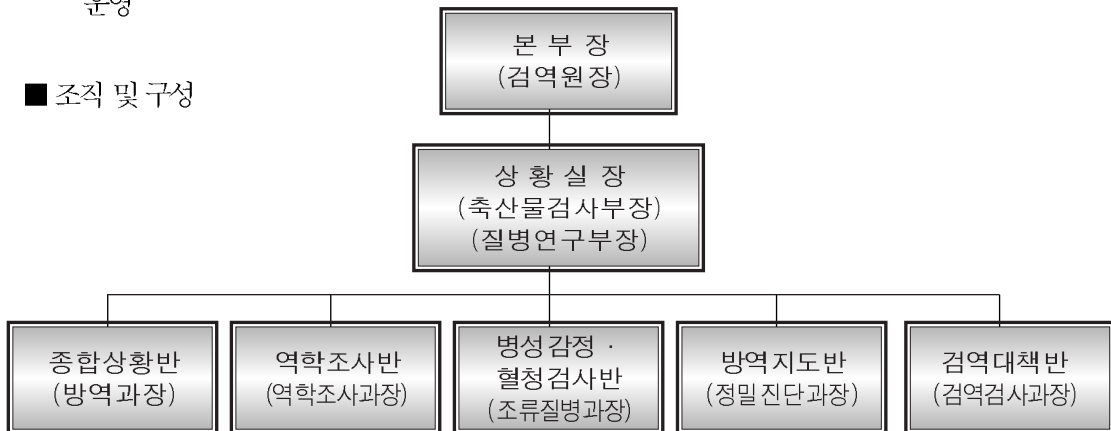 운영
■ 조직 및 구성
본 부 장
(검역원장)
상 황 실 장
(축산물검사부장)
(질병연구부장)
종합상황반
(방역과장)
역학조사반
(역학조사과장)
병성감정 ·
혈청검사반
(조류질병과장)
방역지도반
(정밀진단과장)
검역대책반
(검역검사과장)